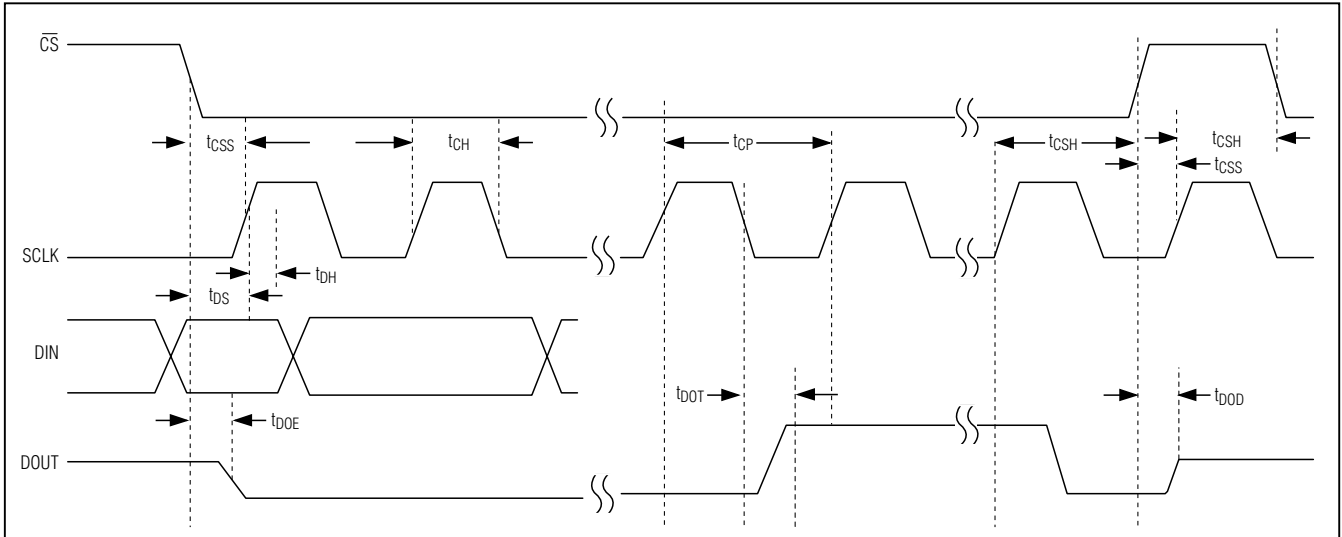 CS
tCSS
tCH
tCP
tCSH
tCSH
tCSS
SCLK
tDH
tDS
DIN
tDOT
tDOD
tDOE
DOUT